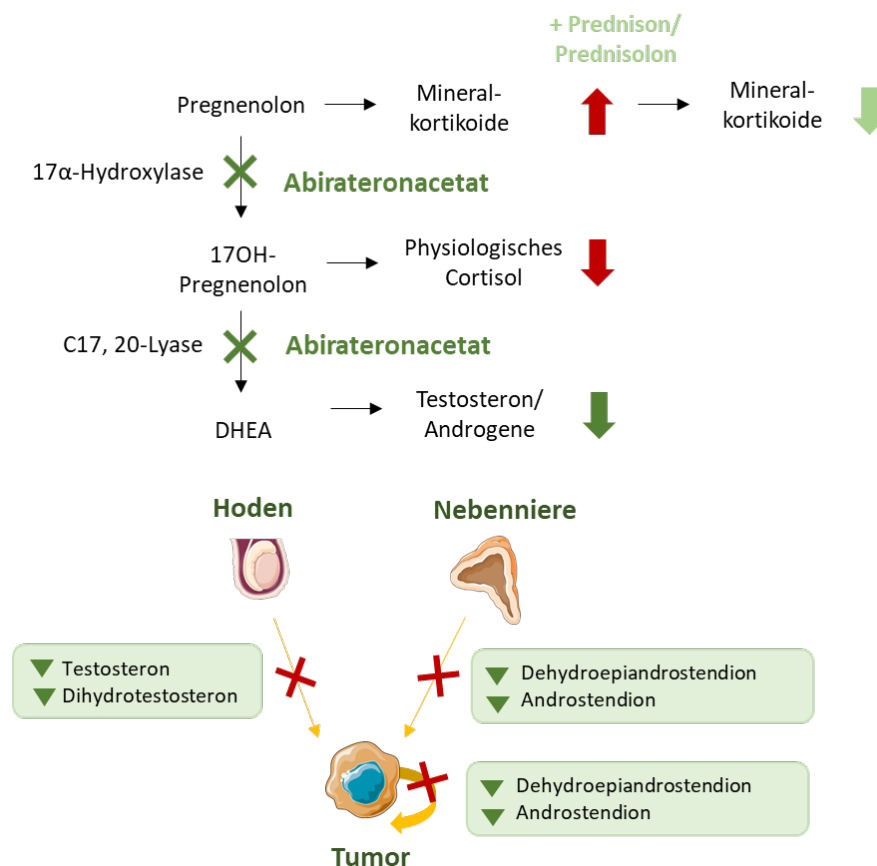 + Prednison/
Prednisolon
Pregnenolon
Mineral-
kortikoide
Mineral-
kortikoide
17α-Hydroxylase
Abirateronacetat
17OH-
Pregnenolon
Physiologisches
Cortisol
C17, 20-Lyase
Abirateronacetat
DHEA
Testosteron/
Androgene
Hoden
Nebenniere
Testosteron
Dihydrotestosteron
Dehydroepiandrostendion
Androstendion
Dehydroepiandrostendion
Androstendion
Tumor